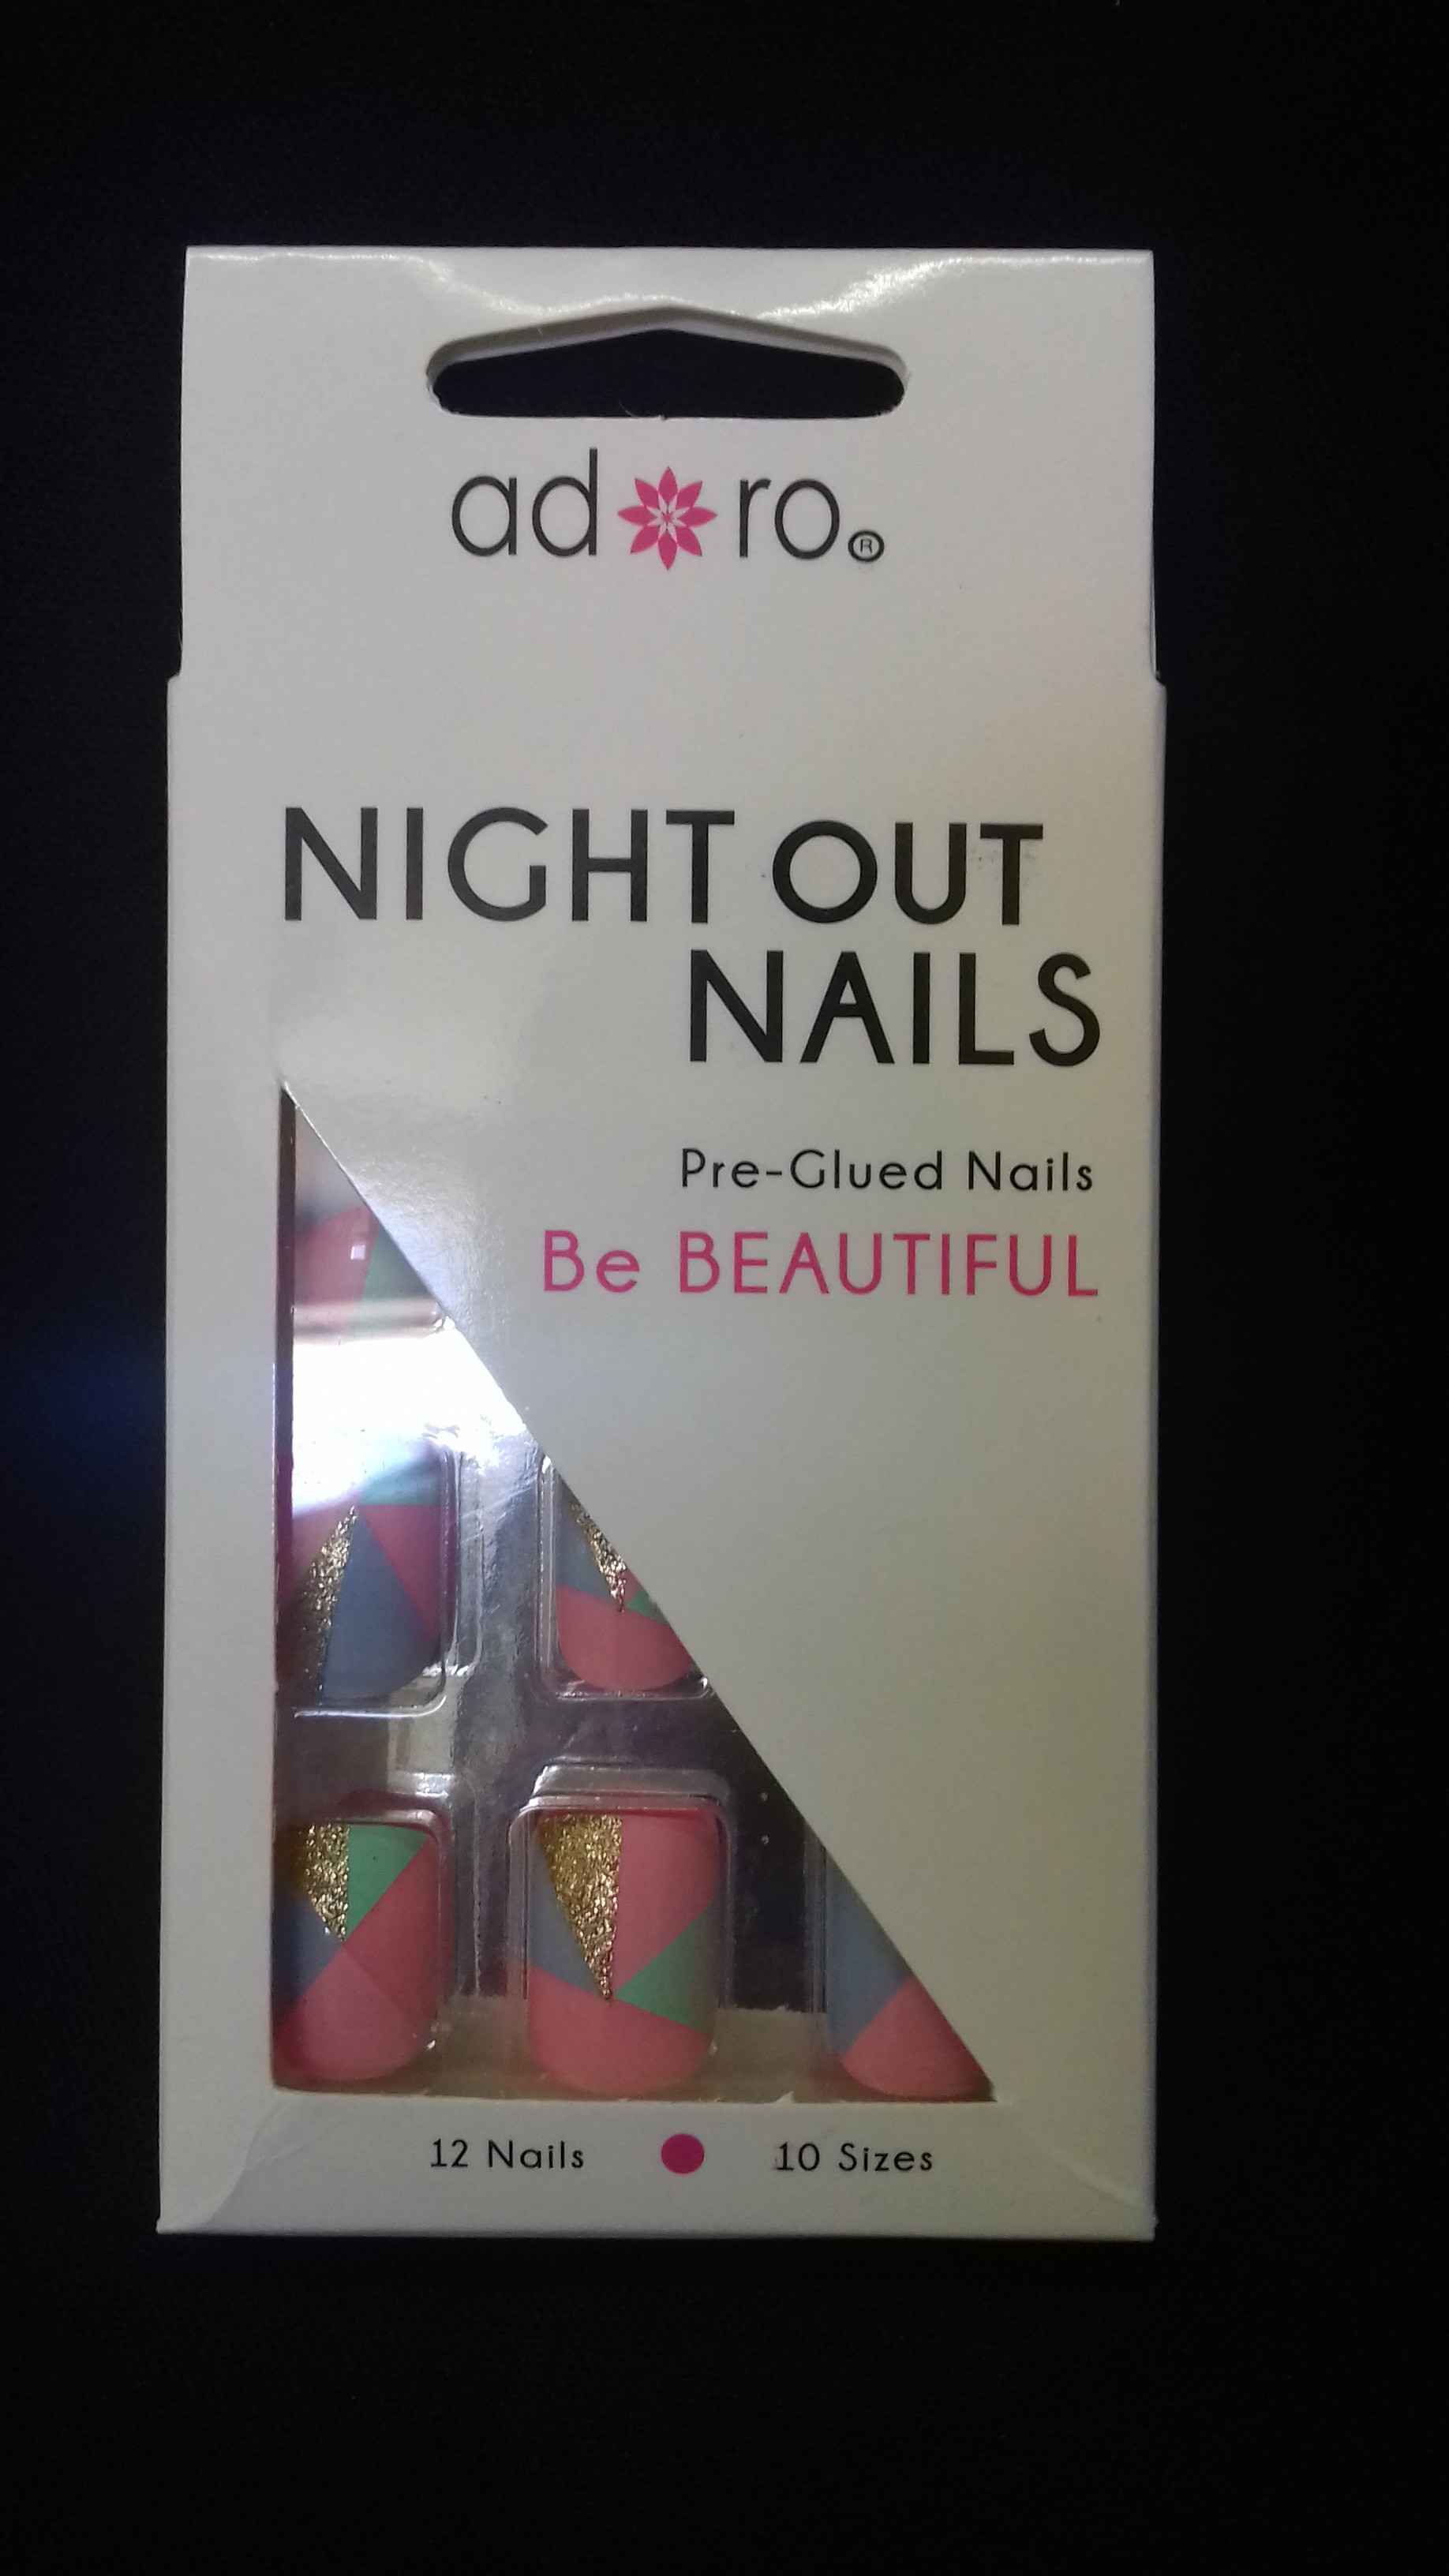 adoro®
NIGHT OUT
NAILS
Pre-Glued Nails
Be BEAUTIFUL
12 Nails 10 Sizes